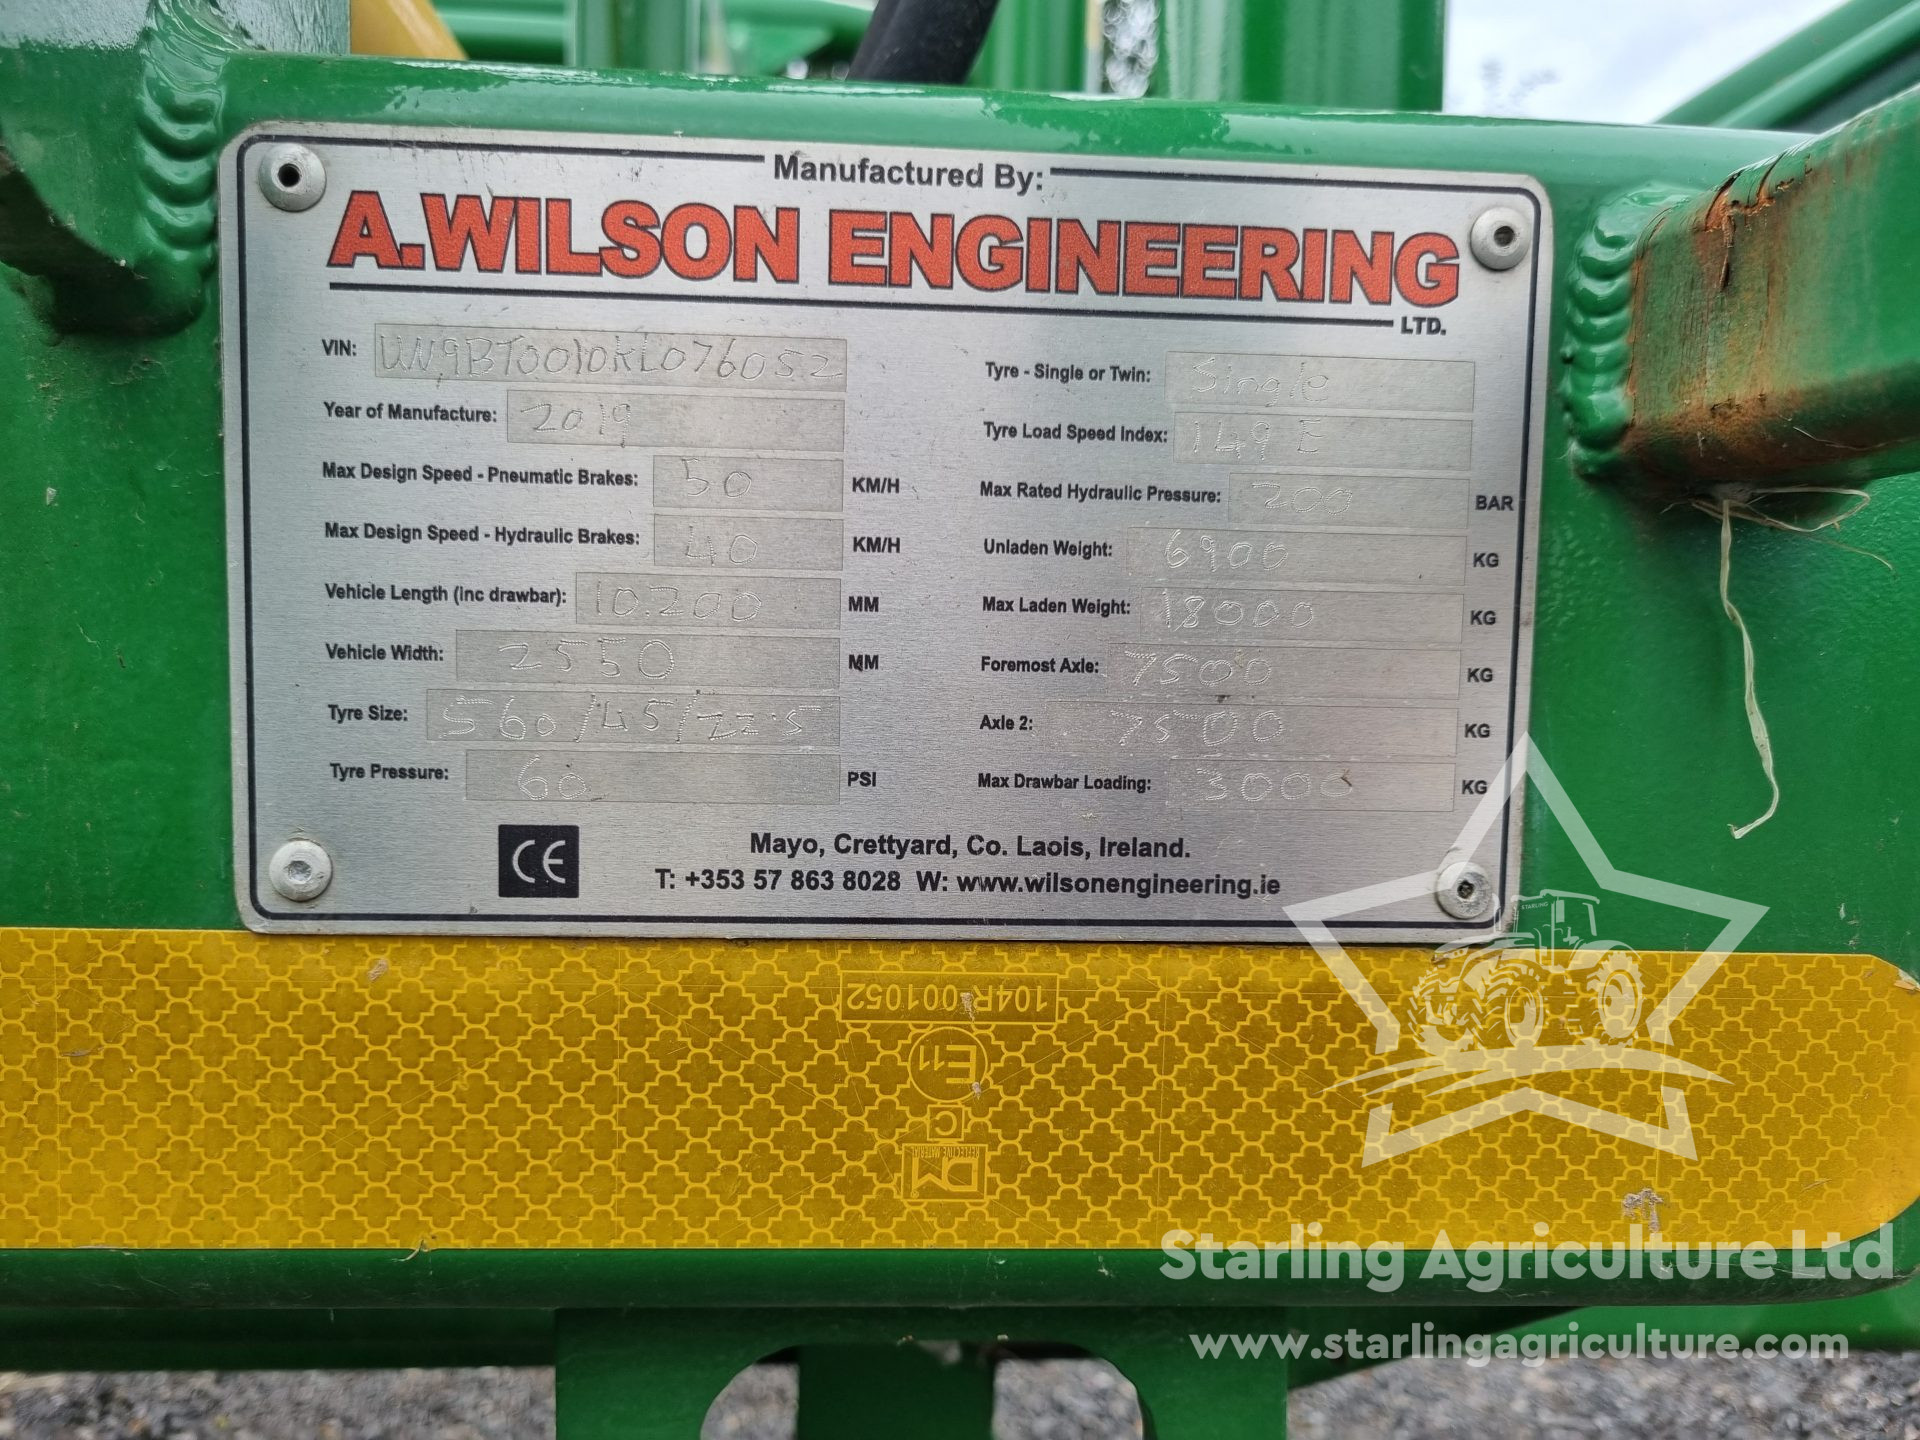 Manufactured By:
A.WILSON ENGINEERING
LTD.
VIN: UN9BT0010KL076052
Year of Manufacture: 2019
Max Design Speed - Pneumatic Brakes: 50 KM/H
Max Design Speed - Hydraulic Brakes: 40 KM/H
Vehicle Length (inc drawbar): 10.200 MM
Vehicle Width: 2550 MM
Tyre Size: 560/45/22.5
Tyre Pressure: 60 PSI
Tyre - Single or Twin: Single
Tyre Load Speed Index: 149 E
Max Rated Hydraulic Pressure: 200 BAR
Unladen Weight: 6900 KG
Max Laden Weight: 18000 KG
Foremost Axle: 7500 KG
Axle 2: 7500 KG
Max Drawbar Loading: 3000 KG
CE
Mayo, Crettyard, Co. Laois, Ireland.
T: +353 57 863 8028 W: www.wilsonengineering.ie
STARLING
104R 001052
E11
C
DM
REFLECTIVE MATERIAL
Starling Agriculture Ltd
www.starlingagriculture.com